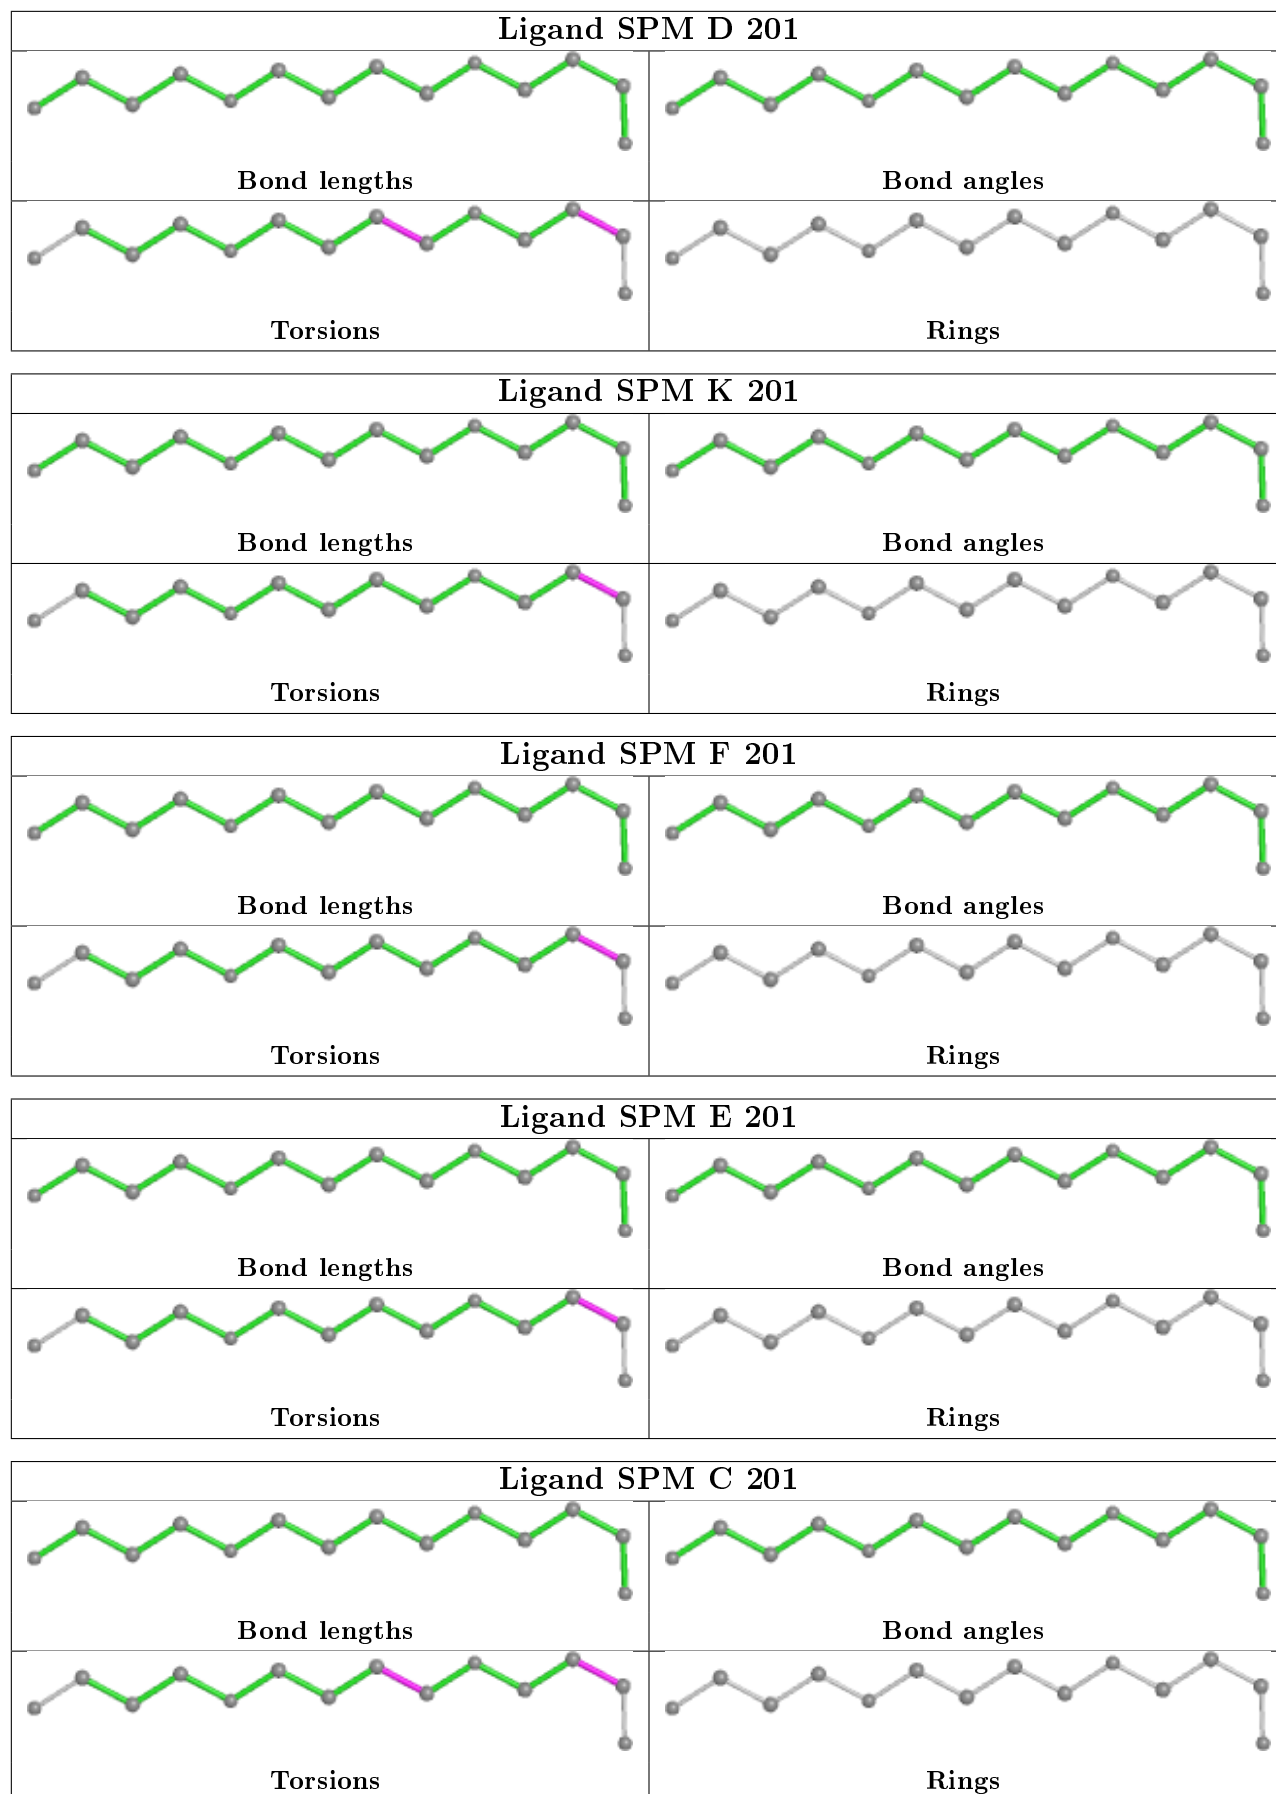 Ligand SPM D 201
Bond lengths
Bond angles
Torsions
Rings
Ligand SPM K 201
Bond lengths
Bond angles
Torsions
Rings
Ligand SPM F 201
Bond lengths
Bond angles
Torsions
Rings
Ligand SPM E 201
Bond lengths
Bond angles
Torsions
Rings
Ligand SPM C 201
Bond lengths
Bond angles
Torsions
Rings